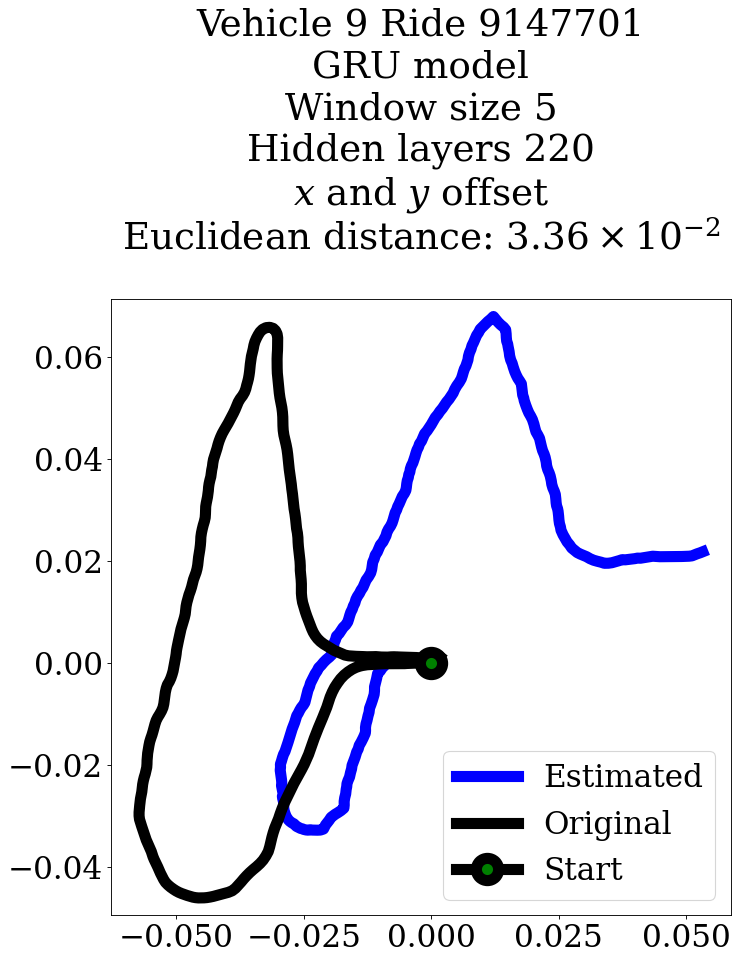 Vehicle 9 Ride 9147701
GRU model
Window size 5
Hidden layers 220
x and y offset
Euclidean distance: 3.36 × 10⁻²
0.06
0.04
0.02
0.00
−0.02
−0.04
Estimated
Original
Start
−0.050 −0.025 0.000 0.025 0.050